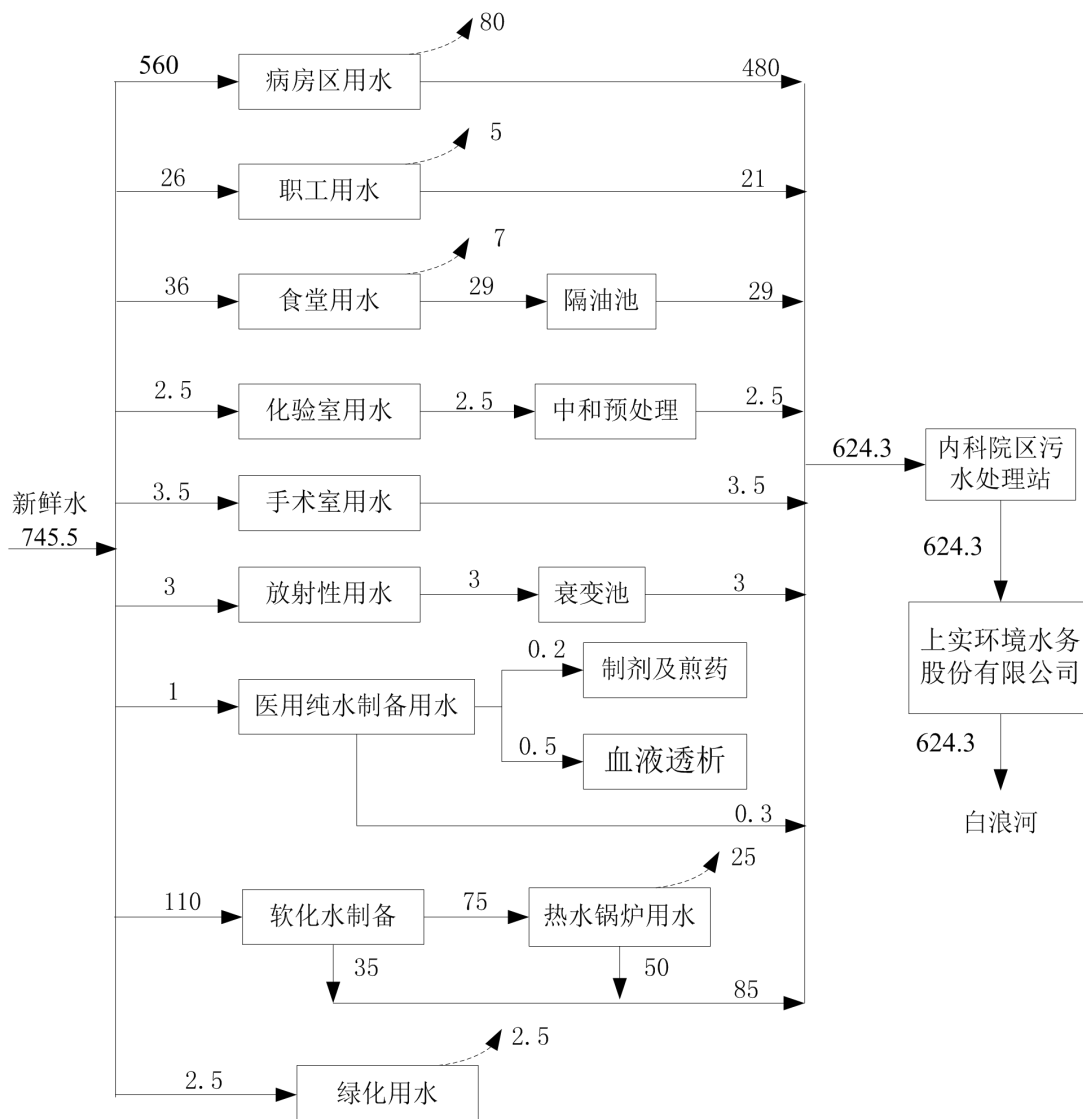 80
560
病房区用水
480
5
26
职工用水
21
7
36
食堂用水
29
隔油池
29
2.5
化验室用水
2.5
中和预处理
2.5
624.3
内科院区污
水处理站
新鲜水
745.5
3.5
手术室用水
3.5
624.3
3
放射性用水
3
衰变池
3
上实环境水务
股份有限公司
0.2
制剂及煎药
1
医用纯水制备用水
0.5
血液透析
624.3
0.3
白浪河
25
110
软化水制备
75
热水锅炉用水
35
50
85
2.5
2.5
绿化用水